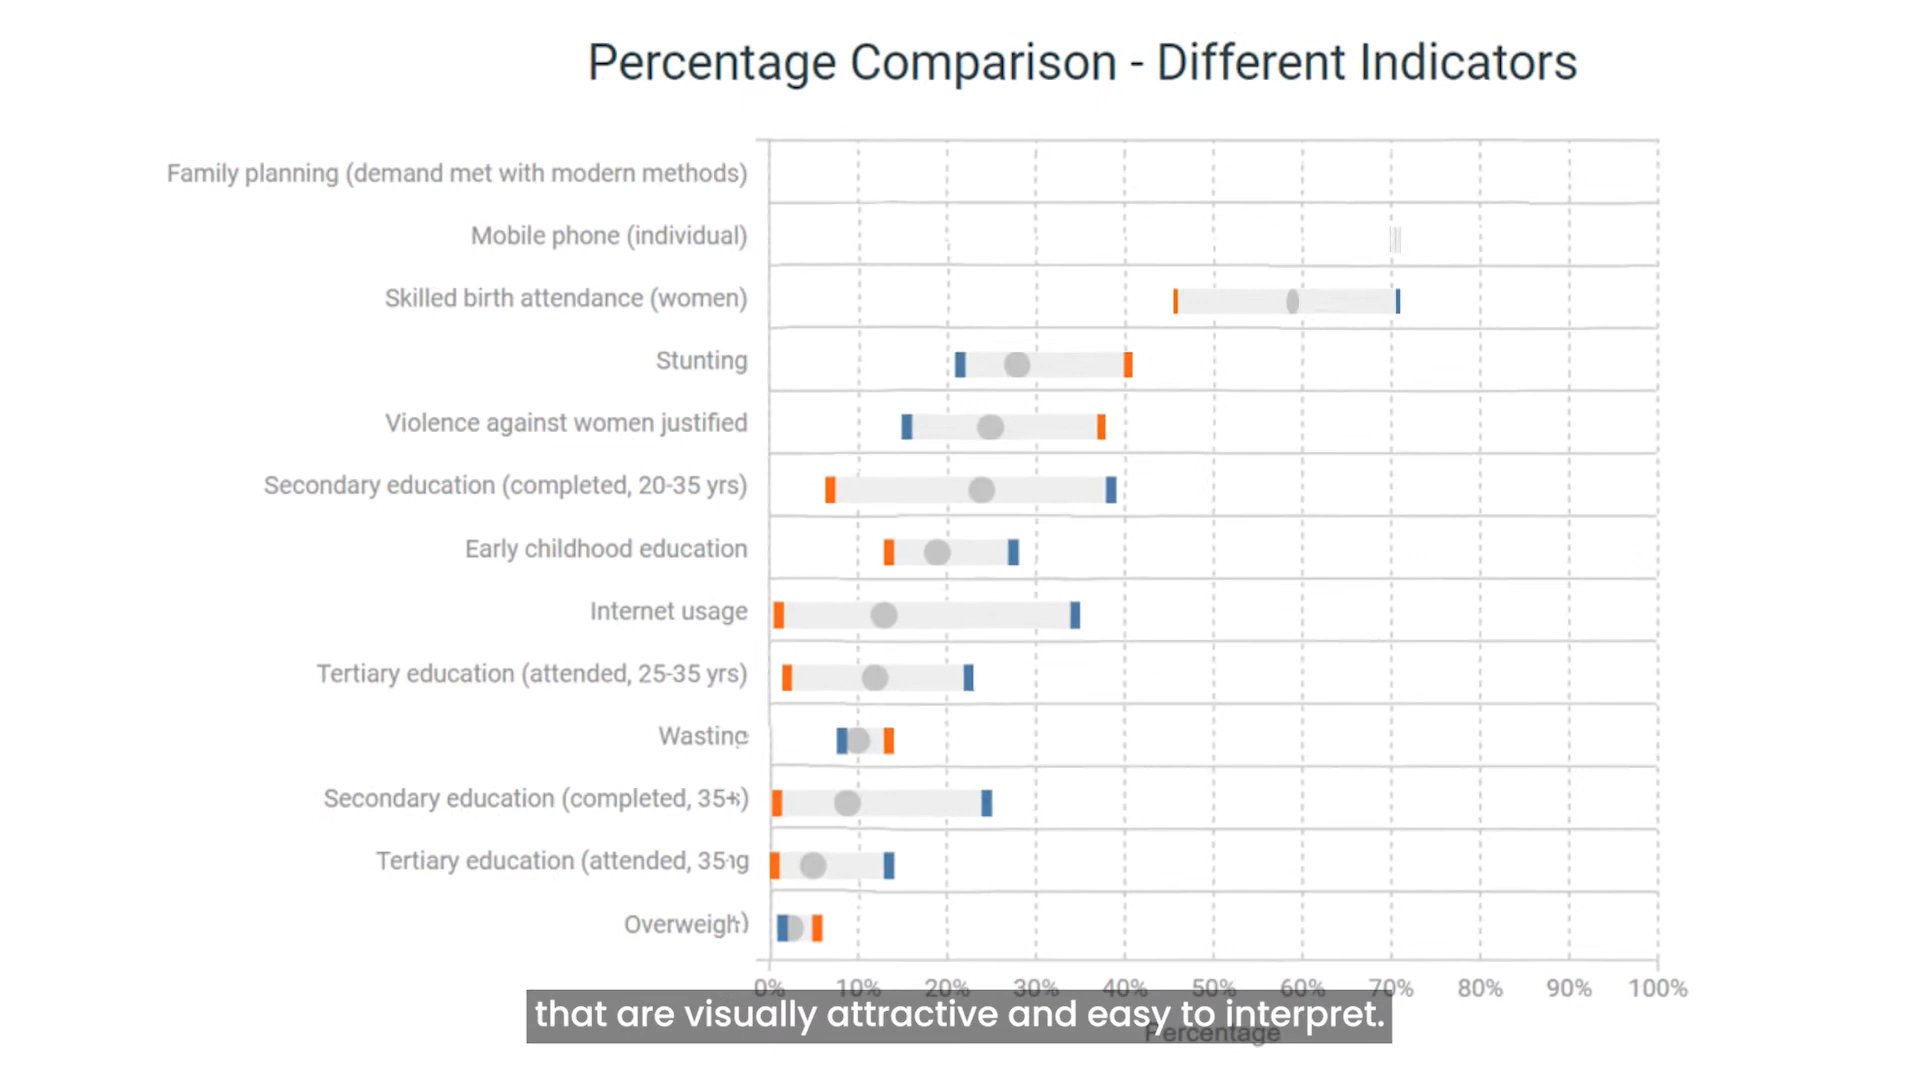 Percentage Comparison - Different Indicators
Family planning (demand met with modern methods)
Mobile phone (individual)
Skilled birth attendance (women)
Stunting
Violence against women justified
Secondary education (completed, 20-35 yrs)
Early childhood education
Internet usage
Tertiary education (attended, 25-35 yrs)
Wasting
Secondary education (completed, 35+)
Tertiary education (attended,
Overweight
0% 10% 20% 30% 40% 50% 60% 70% 80% 90% 100%
that are visually attractive and easy to interpret.
Percentage